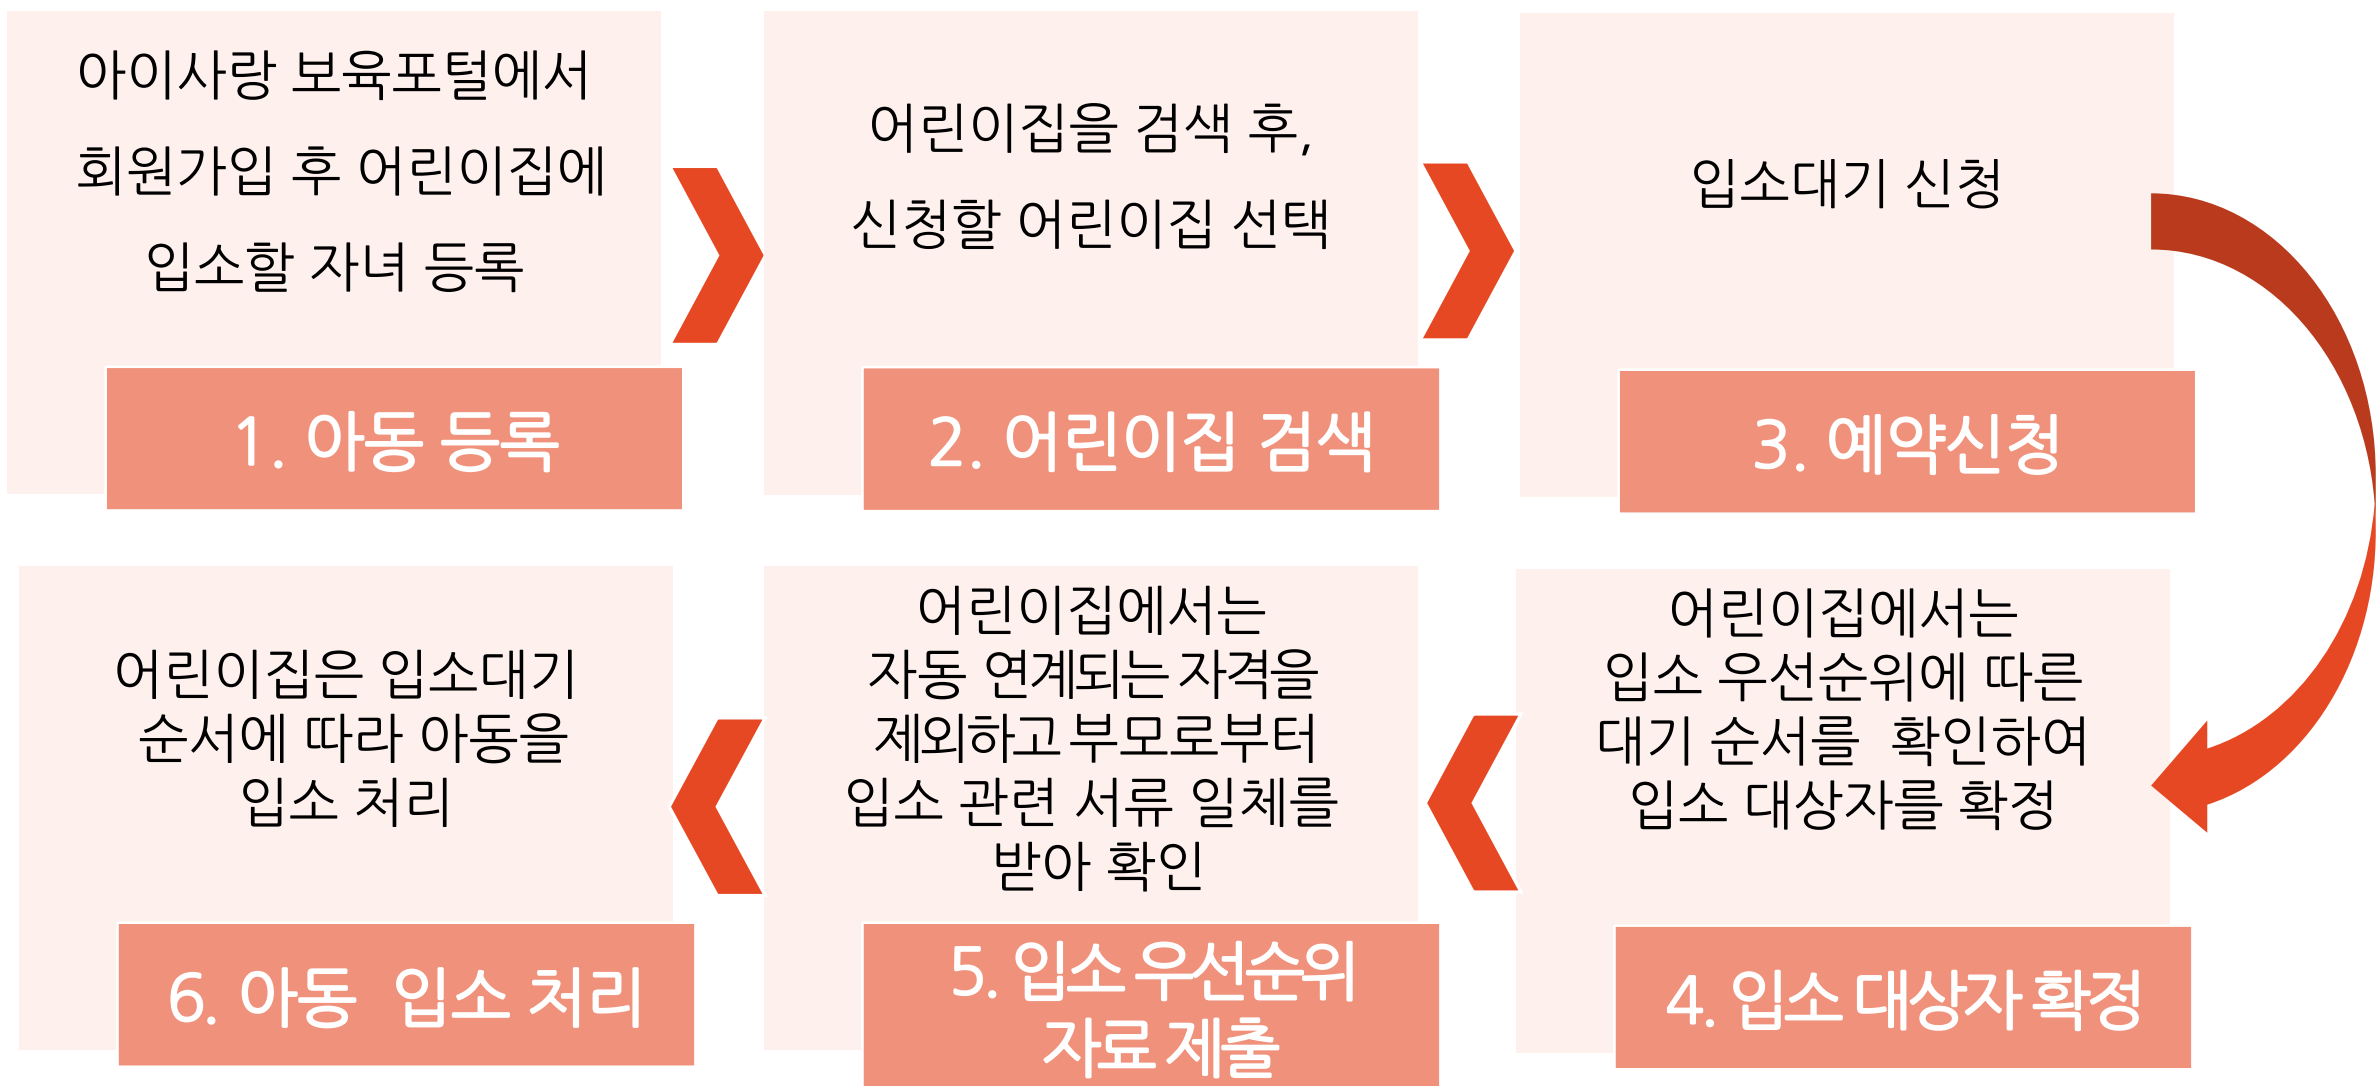 아이사랑 보육포털에서
회원가입 후 어린이집에
입소할 자녀 등록
1. 아동 등록
어린이집을 검색 후,
신청할 어린이집 선택
2. 어린이집 검색
입소대기 신청
3. 예약신청
어린이집에서는
입소 우선순위에 따른
대기 순서를 확인하여
입소 대상자를 확정
4. 입소 대상자 확정
어린이집에서는
자동 연계되는 자격을
제외하고 부모로부터
입소 관련 서류 일체를
받아 확인
5. 입소 우선순위
자료 제출
어린이집은 입소대기
순서에 따라 아동을
입소 처리
6. 아동 입소 처리